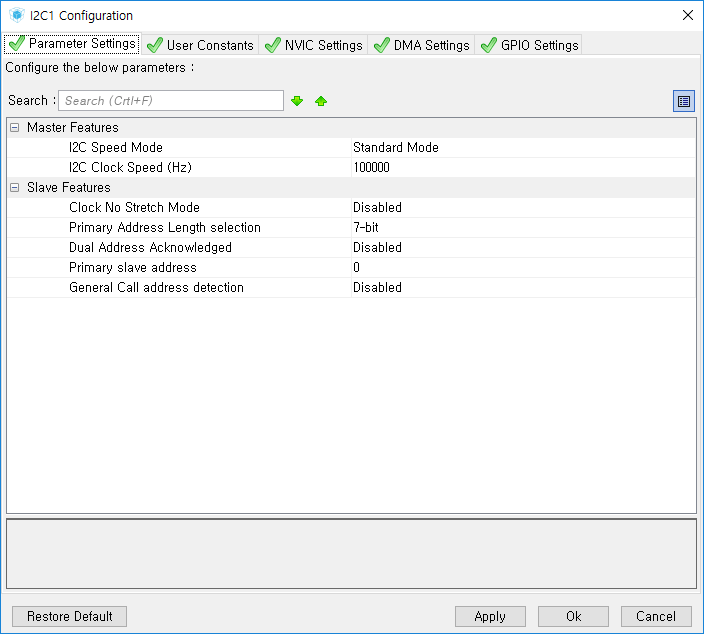 I2C1 Configuration
Parameter Settings User Constants NVIC Settings DMA Settings GPIO Settings
Configure the below parameters :
Search : Search (Crtl+F)
Master Features
I2C Speed Mode Standard Mode
I2C Clock Speed (Hz) 100000
Slave Features
Clock No Stretch Mode Disabled
Primary Address Length selection 7-bit
Dual Address Acknowledged Disabled
Primary slave address 0
General Call address detection Disabled
Restore Default Apply Ok Cancel